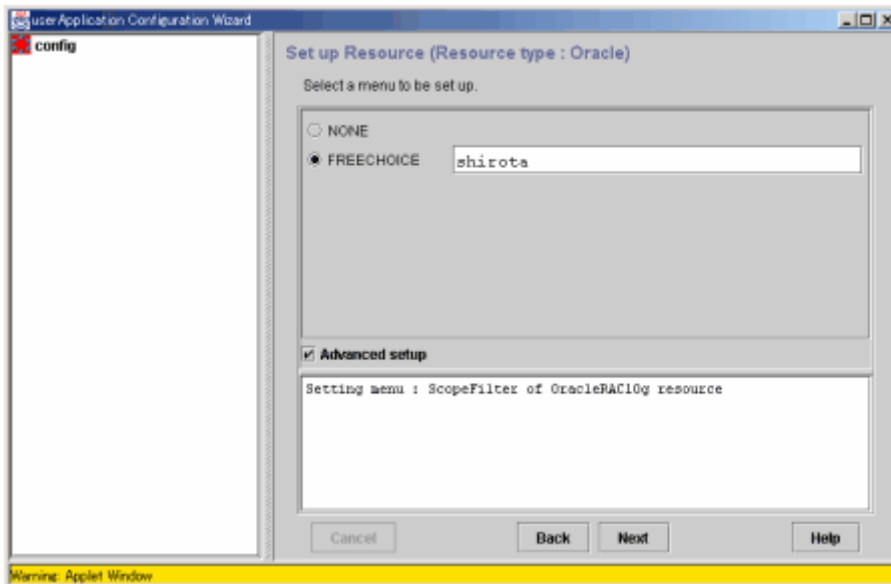 userApplication Configuration Wizard
config
Set up Resource (Resource type : Oracle)
Select a menu to be set up.
NONE
FREECHOICE shirota
Advanced setup
Setting menu : ScopeFilter of OracleRAC10g resource
Cancel Back Next Help
Warning: Applet Window